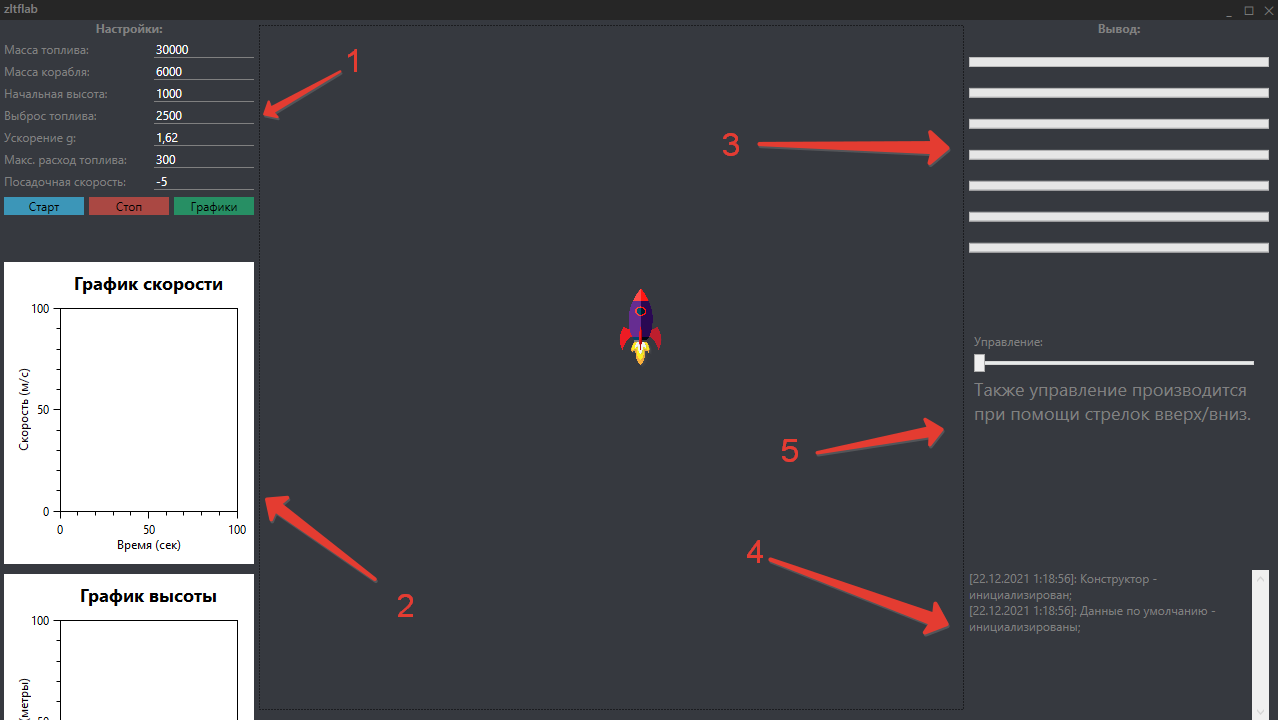 zltflab
Настройки:
Масса топлива: 30000
Масса корабля: 6000
Начальная высота: 1000
Выброс топлива: 2500
Ускорение g: 1,62
Макс. расход топлива: 300
Посадочная скорость: -5
Старт Стоп Графики
График скорости
100
50
0
Скорость (м/с)
0 50 100
Время (сек)
График высоты
100
50
(метры)
1
2
3
5
4
Вывод:
Управление:
Также управление производится
при помощи стрелок вверх/вниз.
[22.12.2021 1:18:56]: Конструктор -
инициализирован;
[22.12.2021 1:18:56]: Данные по умолчанию -
инициализированы;